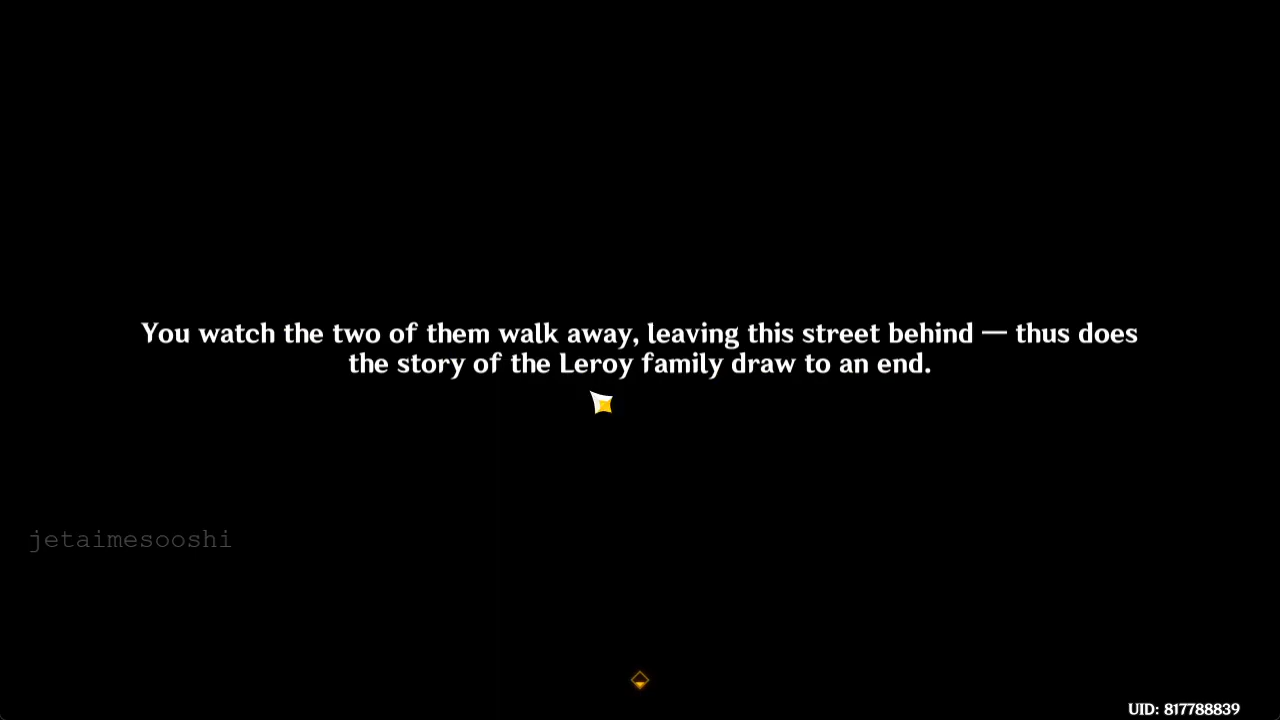 You watch the two of them walk away, leaving this street behind — thus does
the story of the Leroy family draw to an end.
jetaimesooshi
UID: 817788839